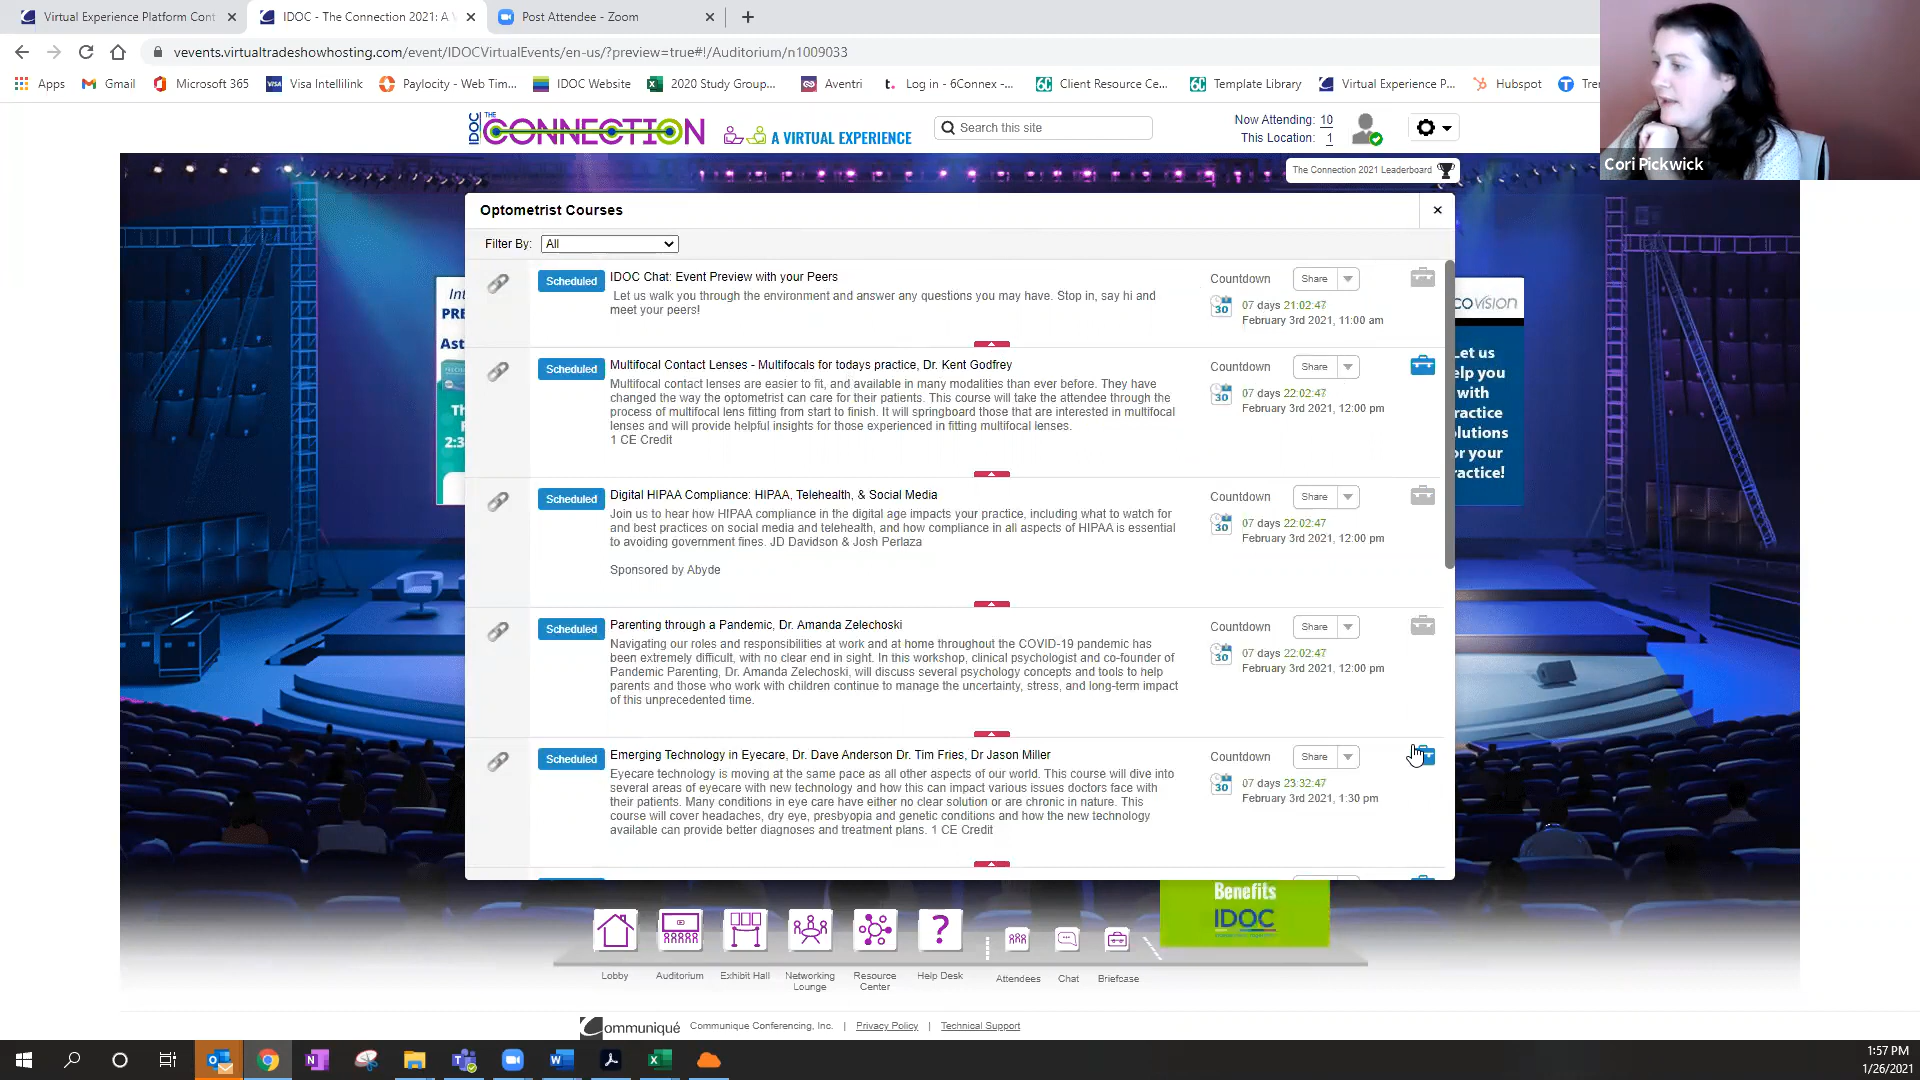 Virtual Experience Platform Cont
IDOC - The Connection 2021: A V
Post Attendee - Zoom
vevents.virtualtradeshowhosting.com/event/IDOCVirtualEvents/en-us/?preview=true#!/Auditorium/n1009033
Apps
Gmail
Microsoft 365
VISA
Visa Intellilink
Paylocity - Web Tim...
IDOC Website
2020 Study Group...
Aventri
Log in - 6Connex -...
Client Resource Ce...
Template Library
Virtual Experience P...
Hubspot
Cori Pickwick
IDOC THE CONNECTION
A VIRTUAL EXPERIENCE
Search this site
Now Attending: 10
This Location: 1
The Connection 2021 Leaderboard
Optometrist Courses
Filter By: All
Scheduled
IDOC Chat: Event Preview with your Peers
Let us walk you through the environment and answer any questions you may have. Stop in, say hi and
meet your peers!
Countdown
Share
30
07 days 21:02:47
February 3rd 2021, 11:00 am
Scheduled
Multifocal Contact Lenses - Multifocals for todays practice, Dr. Kent Godfrey
Multifocal contact lenses are easier to fit, and available in many modalities than ever before. They have
changed the way the optometrist can care for their patients. This course will take the attendee through the
process of multifocal lens fitting from start to finish. It will springboard those that are interested in multifocal
lenses and will provide helpful insights for those experienced in fitting multifocal lenses.
1 CE Credit
Countdown
Share
30
07 days 22:02:47
February 3rd 2021, 12:00 pm
Scheduled
Digital HIPAA Compliance: HIPAA, Telehealth, & Social Media
Join us to hear how HIPAA compliance in the digital age impacts your practice, including what to watch for
and best practices on social media and telehealth, and how compliance in all aspects of HIPAA is essential
to avoiding government fines. JD Davidson & Josh Perlaza
Sponsored by Abyde
Countdown
Share
30
07 days 22:02:47
February 3rd 2021, 12:00 pm
Scheduled
Parenting through a Pandemic, Dr. Amanda Zelechoski
Navigating our roles and responsibilities at work and at home throughout the COVID-19 pandemic has
been extremely difficult, with no clear end in sight. In this workshop, clinical psychologist and co-founder of
Pandemic Parenting, Dr. Amanda Zelechoski, will discuss several psychology concepts and tools to help
parents and those who work with children continue to manage the uncertainty, stress, and long-term impact
of this unprecedented time.
Countdown
Share
30
07 days 22:02:47
February 3rd 2021, 12:00 pm
Scheduled
Emerging Technology in Eyecare, Dr. Dave Anderson Dr. Tim Fries, Dr Jason Miller
Eyecare technology is moving at the same pace as all other aspects of our world. This course will dive into
several areas of eyecare with new technology and how this can impact various issues doctors face with
their patients. Many conditions in eye care have either no clear solution or are chronic in nature. This
course will cover headaches, dry eye, presbyopia and genetic conditions and how the new technology
available can provide better diagnoses and treatment plans. 1 CE Credit
Countdown
Share
30
07 days 23:32:47
February 3rd 2021, 1:30 pm
PRE
Ast
Th
2:3
Let us
elp you
with
ractice
lutions
or your
ractice!
Benefits
IDOC
Lobby
Auditorium
Exhibit Hall
Networking
Lounge
Resource
Center
Help Desk
Attendees
Chat
Briefcase
ommuniqué
Communique Conferencing, Inc. | Privacy Policy | Technical Support
1:57 PM
1/26/2021